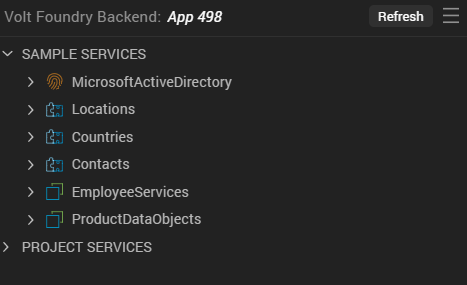 Volt Foundry Backend: App 498 Refresh
SAMPLE SERVICES
MicrosoftActiveDirectory
Locations
Countries
Contacts
EmployeeServices
ProductDataObjects
PROJECT SERVICES